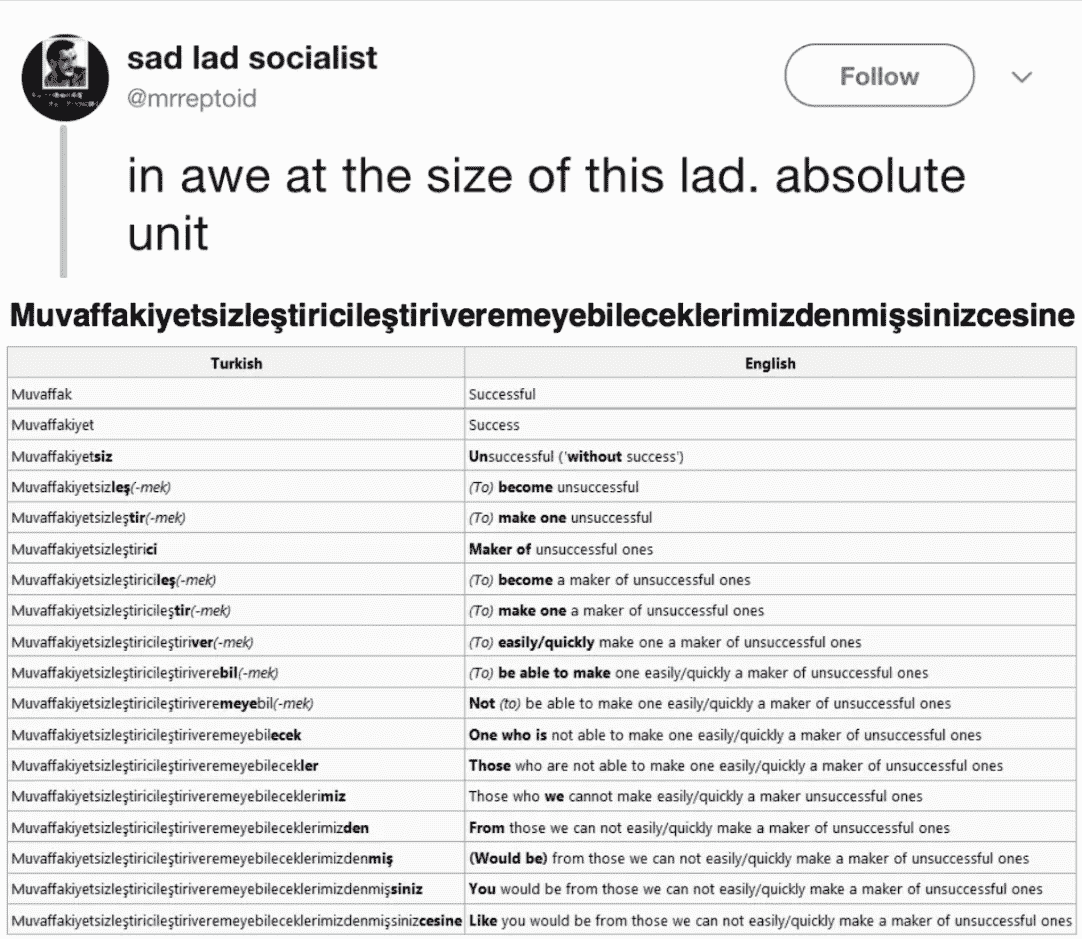 sad lad socialist
@mrreptoid
Follow
in awe at the size of this lad. absolute
unit
Muvaffakiyetsizleştiricileştiriveremeyebileceklerimizdenmişsinizcesine
Turkish English
Muvaffak Successful
Muvaffakiyet Success
Muvaffakiyetsiz Unsuccessful ('without success')
Muvaffakiyetsizleş(-mek) (To) become unsuccessful
Muvaffakiyetsizleştir(-mek) (To) make one unsuccessful
Muvaffakiyetsizleştirici Maker of unsuccessful ones
Muvaffakiyetsizleştiricileş(-mek) (To) become a maker of unsuccessful ones
Muvaffakiyetsizleştiricileştir(-mek) (To) make one a maker of unsuccessful ones
Muvaffakiyetsizleştiricileştiriver(-mek) (To) easily/quickly make one a maker of unsuccessful ones
Muvaffakiyetsizleştiricileştiriverebil(-mek) (To) be able to make one easily/quickly a maker of unsuccessful ones
Muvaffakiyetsizleştiricileştiriveremeyebil(-mek) Not (to) be able to make one easily/quickly a maker of unsuccessful ones
Muvaffakiyetsizleştiricileştiriveremeyebilecek One who is not able to make one easily/quickly a maker of unsuccessful ones
Muvaffakiyetsizleştiricileştiriveremeyebilecekler Those who are not able to make one easily/quickly a maker of unsuccessful ones
Muvaffakiyetsizleştiricileştiriveremeyebileceklerimiz Those who we cannot make easily/quickly a maker unsuccessful ones
Muvaffakiyetsizleştiricileştiriveremeyebileceklerimizden From those we can not easily/quickly make a maker of unsuccessful ones
Muvaffakiyetsizleştiricileştiriveremeyebileceklerimizdenmiş (Would be) from those we can not easily/quickly make a maker of unsuccessful ones
Muvaffakiyetsizleştiricileştiriveremeyebileceklerimizdenmişsiniz You would be from those we can not easily/quickly make a maker of unsuccessful ones
Muvaffakiyetsizleştiricileştiriveremeyebileceklerimizdenmişsinizcesine Like you would be from those we can not easily/quickly make a maker of unsuccessful ones